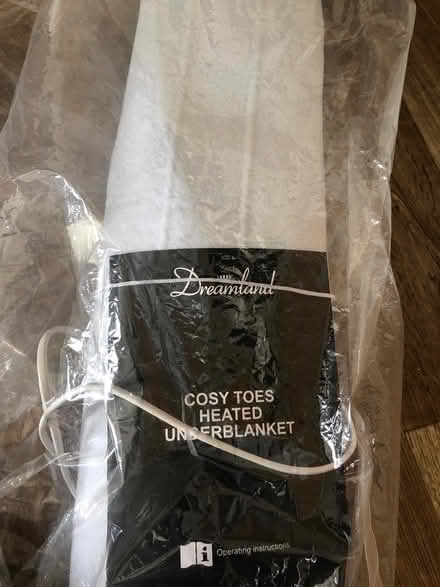 Dreamland
COSY TOES
HEATED
UNDERBLANKET
i Operating instructions